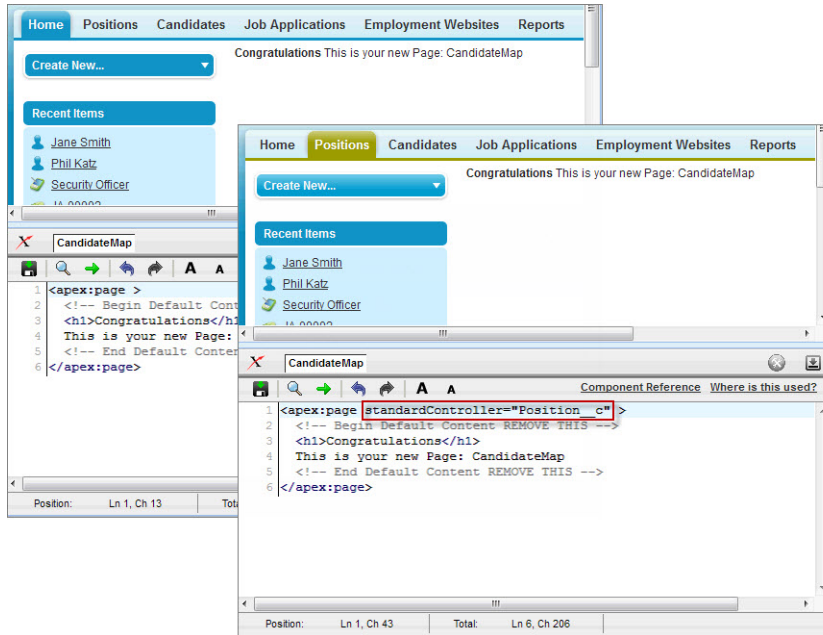 Home Positions Candidates Job Applications Employment Websites Reports
Create New...
Congratulations This is your new Page: CandidateMap
Recent Items
Jane Smith
Phil Katz
Security Officer
CandidateMap
A A
1 <apex:page >
2 <!-- Begin Default Cont
3 <h1>Congratulations</h1
4 This is your new Page:
5 <!-- End Default Conten
6 </apex:page>
Position: Ln 1, Ch 13
Home Positions Candidates Job Applications Employment Websites Reports
Create New...
Congratulations This is your new Page: CandidateMap
Recent Items
Jane Smith
Phil Katz
Security Officer
CandidateMap
A A Component Reference Where is this used?
1 <apex:page standardController="Position__c" >
2 <!-- Begin Default Content REMOVE THIS -->
3 <h1>Congratulations</h1>
4 This is your new Page: CandidateMap
5 <!-- End Default Content REMOVE THIS -->
6 </apex:page>
Position: Ln 1, Ch 43 Total: Ln 6, Ch 206